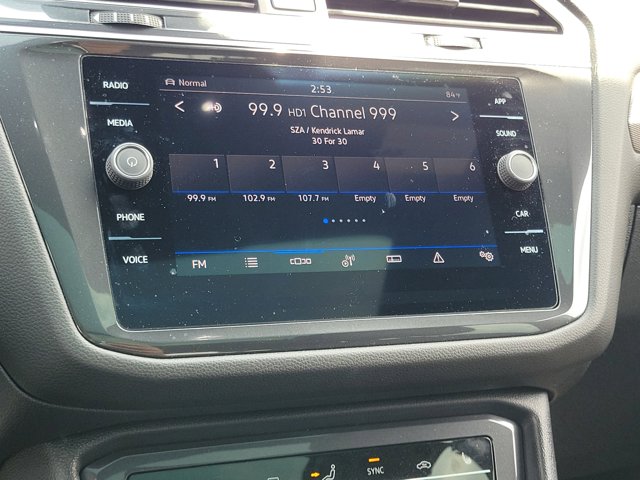 Normal
2:53
84°F
RADIO
MEDIA
PHONE
VOICE
99.9 HD1 Channel 999
SZA / Kendrick Lamar
30 For 30
1 2 3 4 5 6
99.9 FM 102.9 FM 107.7 FM Empty Empty Empty
FM
APP
SOUND
CAR
MENU
SYNC